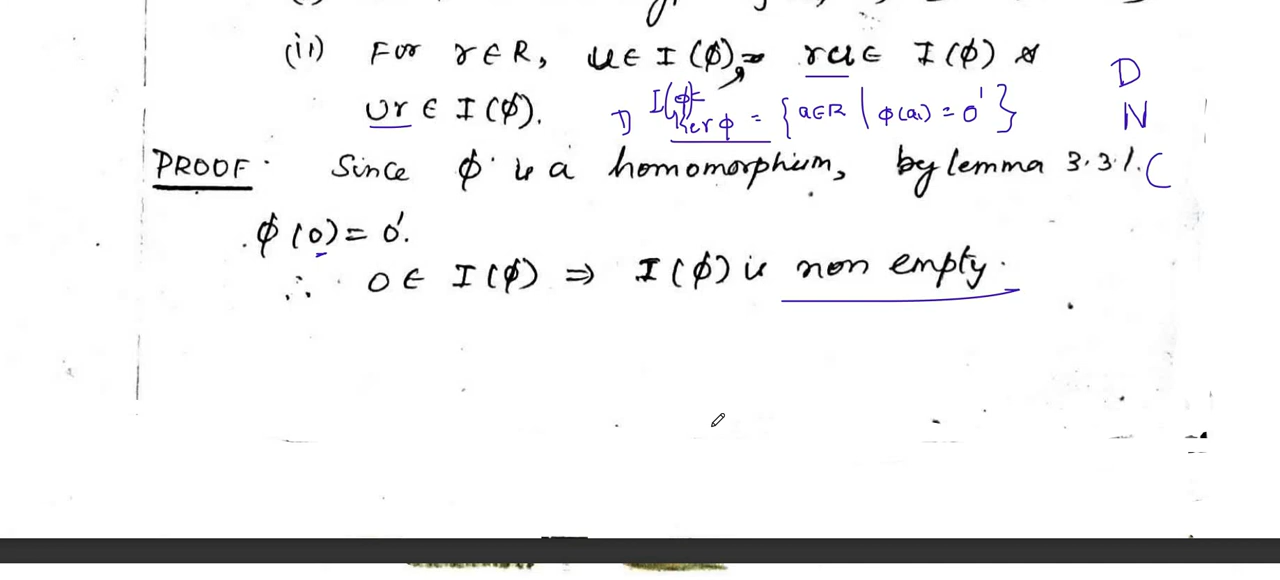 (ii) For r∈R, u∈ I(φ), ru ∈ I(φ) &
ur ∈ I(φ).
I(φ)=
Ker φ = {a∈R | φ(a) = 0'}
D
N
C
PROOF. Since φ is a homomorphism, by lemma 3.3.1.
φ(0) = 0'.
∴ 0 ∈ I(φ) ⇒ I(φ) is non empty.